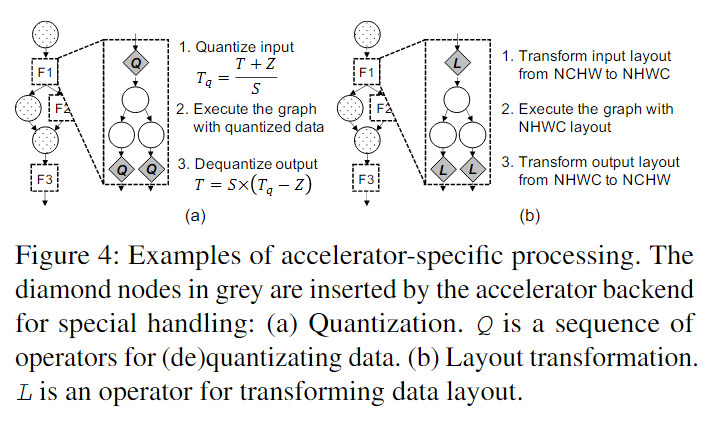 F1
F2
F3
Q
Q Q
1. Quantize input
T_q = (T + Z) / S
2. Execute the graph
with quantized data
3. Dequantize output
T = S×(T_q − Z)
(a)
F1
F2
F3
L
L L
1. Transform input layout
from NCHW to NHWC
2. Execute the graph with
NHWC layout
3. Transform output layout
from NHWC to NCHW
(b)
Figure 4: Examples of accelerator-specific processing. The
diamond nodes in grey are inserted by the accelerator backend
for special handling: (a) Quantization. Q is a sequence of
operators for (de)quantizating data. (b) Layout transformation.
L is an operator for transforming data layout.